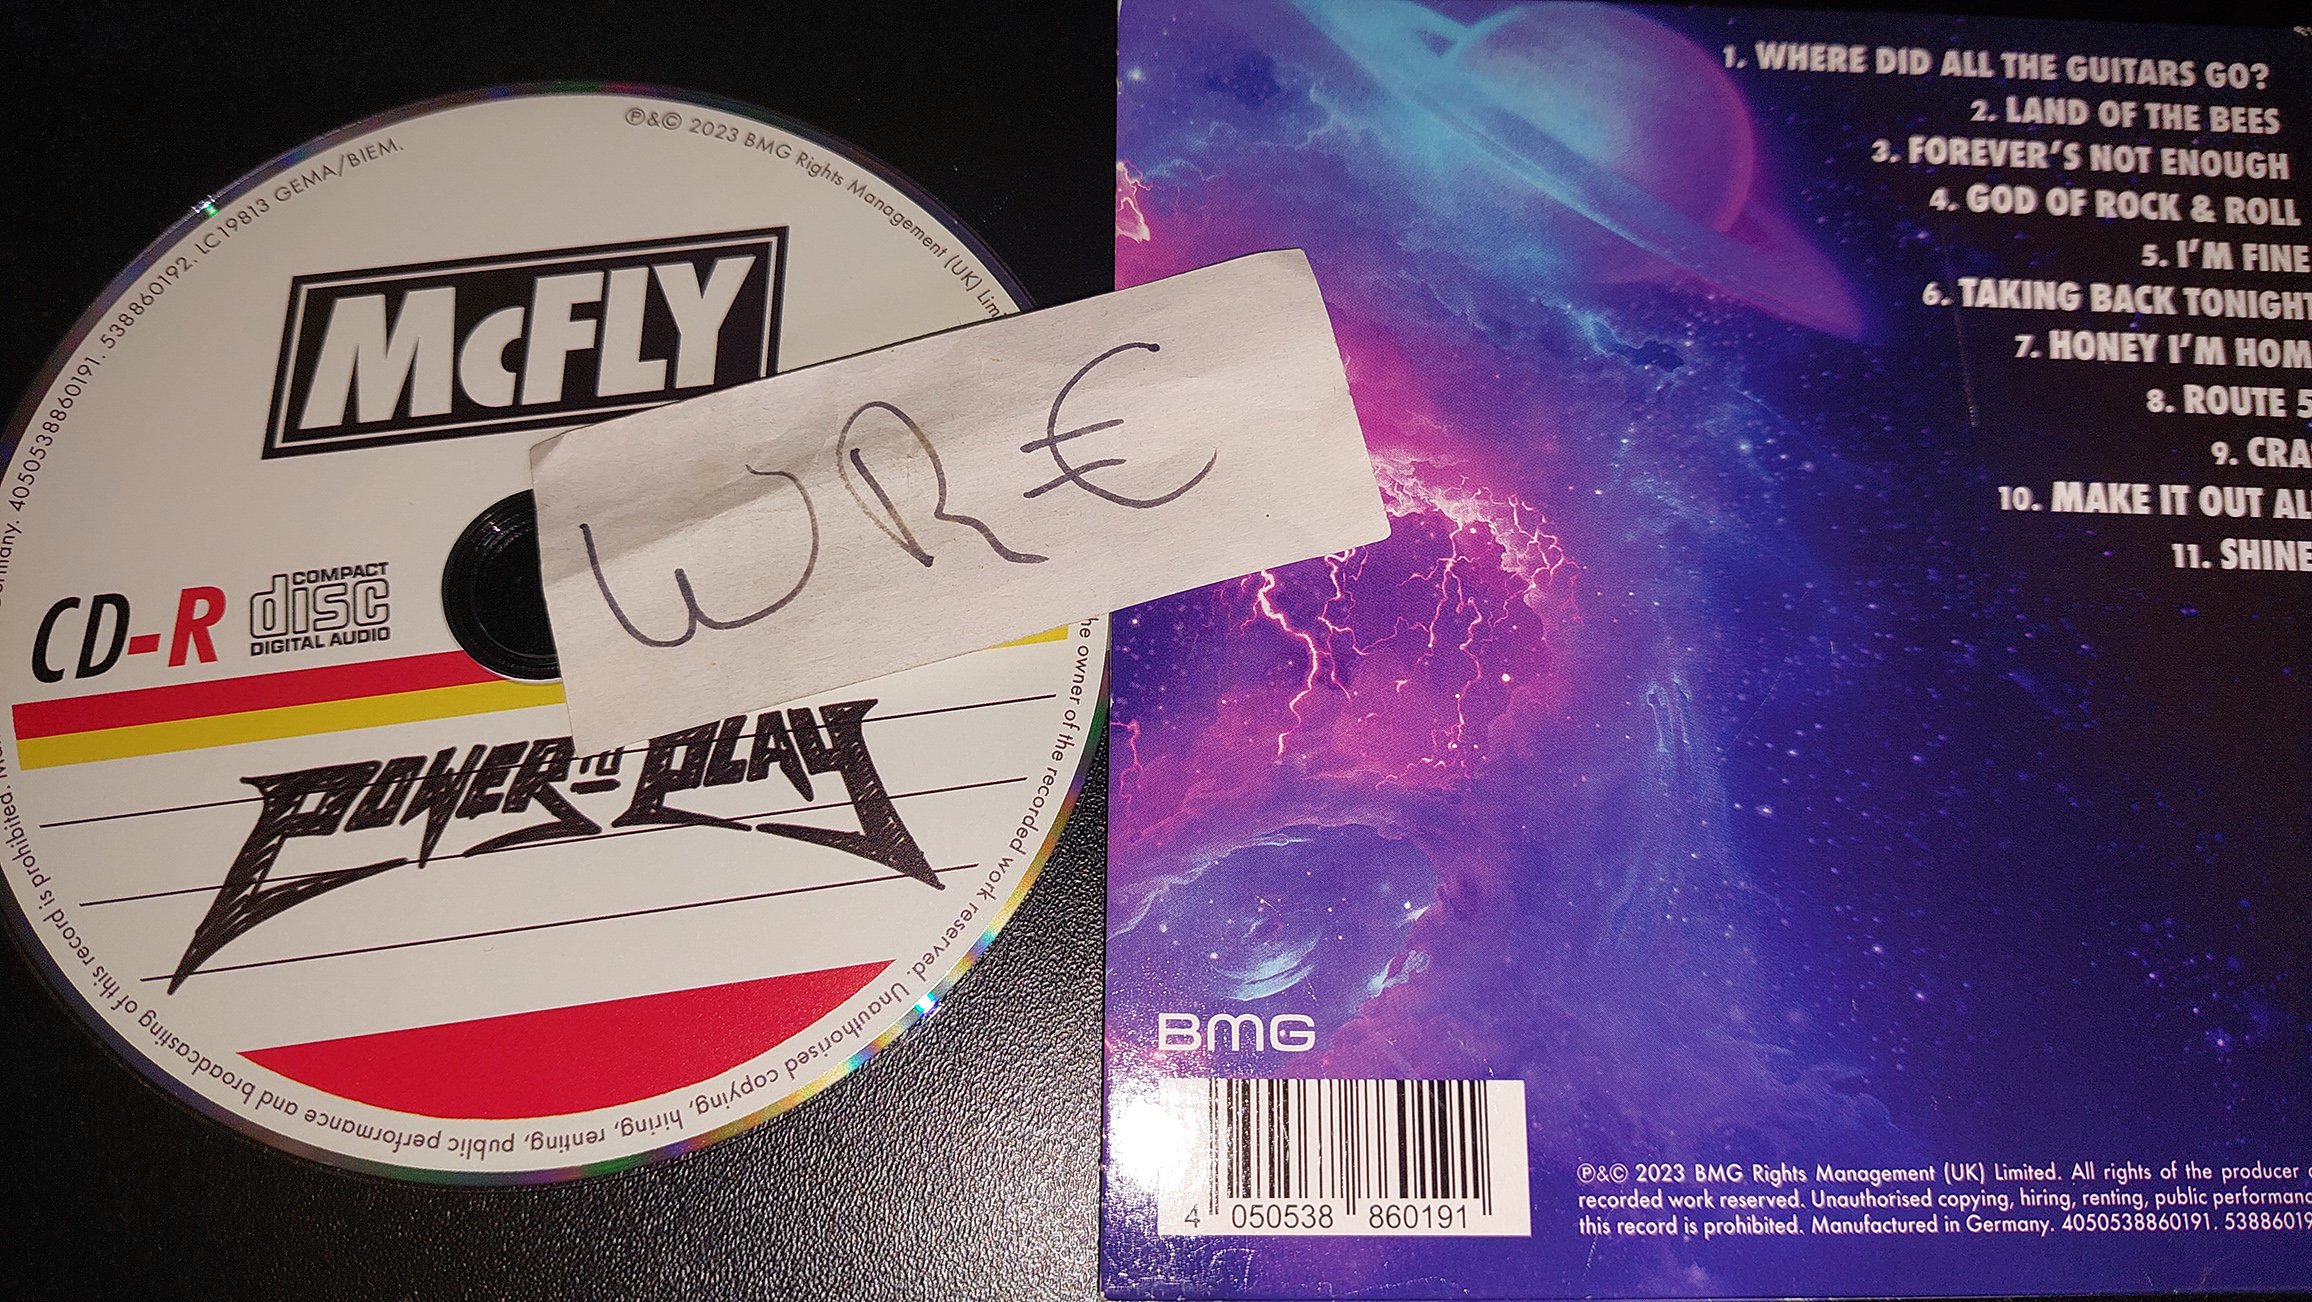 ℗&© 2023 BMG Rights Management (UK) Limi
LC19813 GEMA/BIEM.
4050538860191. 538860192.
McFLY
WR€
CD-R
COMPACT
disc
DIGITAL AUDIO
POWER TO PLAY
he owner of the recorded work reserved. Unauthorised copying, hiring, renting, public performance and broadcasting of this record is prohibited.
1. WHERE DID ALL THE GUITARS GO?
2. LAND OF THE BEES
3. FOREVER'S NOT ENOUGH
4. GOD OF ROCK & ROLL
5. I'M FINE
6. TAKING BACK TONIGHT
7. HONEY I'M HOM
8. ROUTE 5
9. CRA
10. MAKE IT OUT AL
11. SHINE
BMG
4 050538 860191
℗&© 2023 BMG Rights Management (UK) Limited. All rights of the producer
recorded work reserved. Unauthorised copying, hiring, renting, public performanc
this record is prohibited. Manufactured in Germany. 4050538860191. 53886019